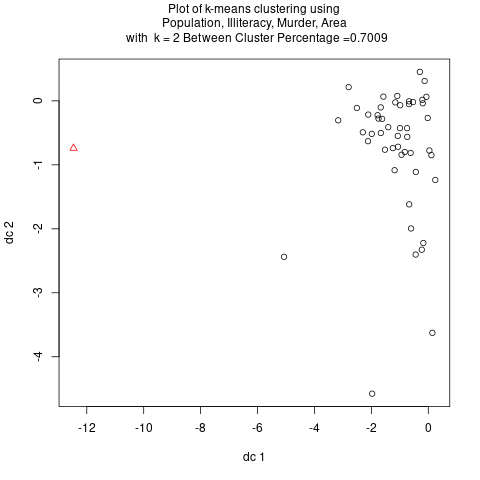 Plot of k-means clustering using
Population, Illiteracy, Murder, Area
with k = 2 Between Cluster Percentage =0.7009
0
-1
-2
-3
-4
dc 2
-12
-10
-8
-6
-4
-2
0
dc 1